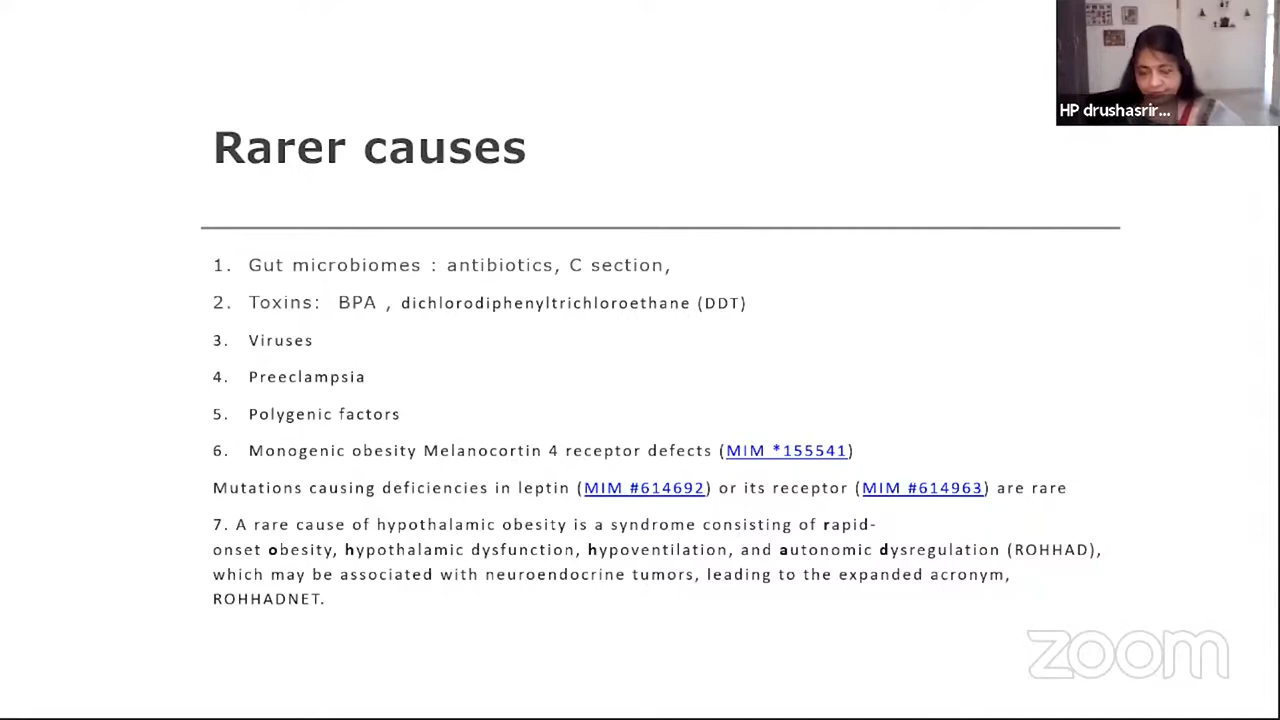 HP drushasrir...
Rarer causes
1. Gut microbiomes : antibiotics, C section,
2. Toxins: BPA , dichlorodiphenyltrichloroethane (DDT)
3. Viruses
4. Preeclampsia
5. Polygenic factors
6. Monogenic obesity Melanocortin 4 receptor defects (MIM *155541)
Mutations causing deficiencies in leptin (MIM #614692) or its receptor (MIM #614963) are rare
7. A rare cause of hypothalamic obesity is a syndrome consisting of rapid-
onset obesity, hypothalamic dysfunction, hypoventilation, and autonomic dysregulation (ROHHAD),
which may be associated with neuroendocrine tumors, leading to the expanded acronym,
ROHHADNET.
zoom